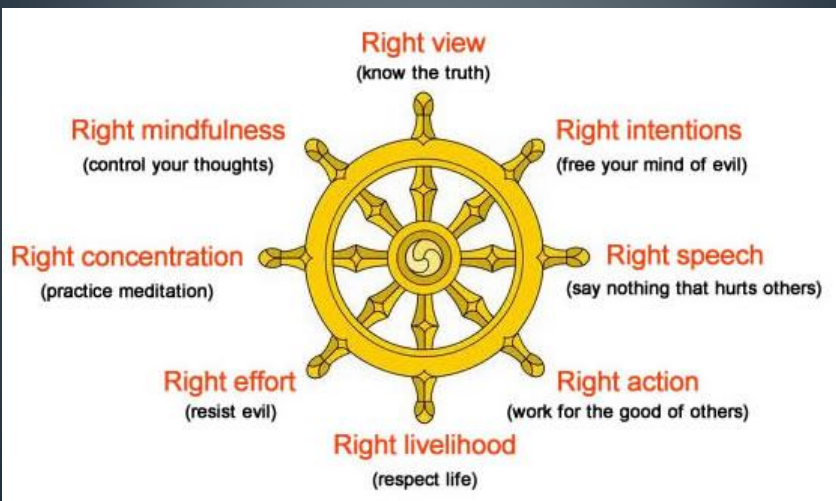 Right view
(know the truth)
Right mindfulness
(control your thoughts)
Right intentions
(free your mind of evil)
Right concentration
(practice meditation)
Right speech
(say nothing that hurts others)
Right effort
(resist evil)
Right action
(work for the good of others)
Right livelihood
(respect life)